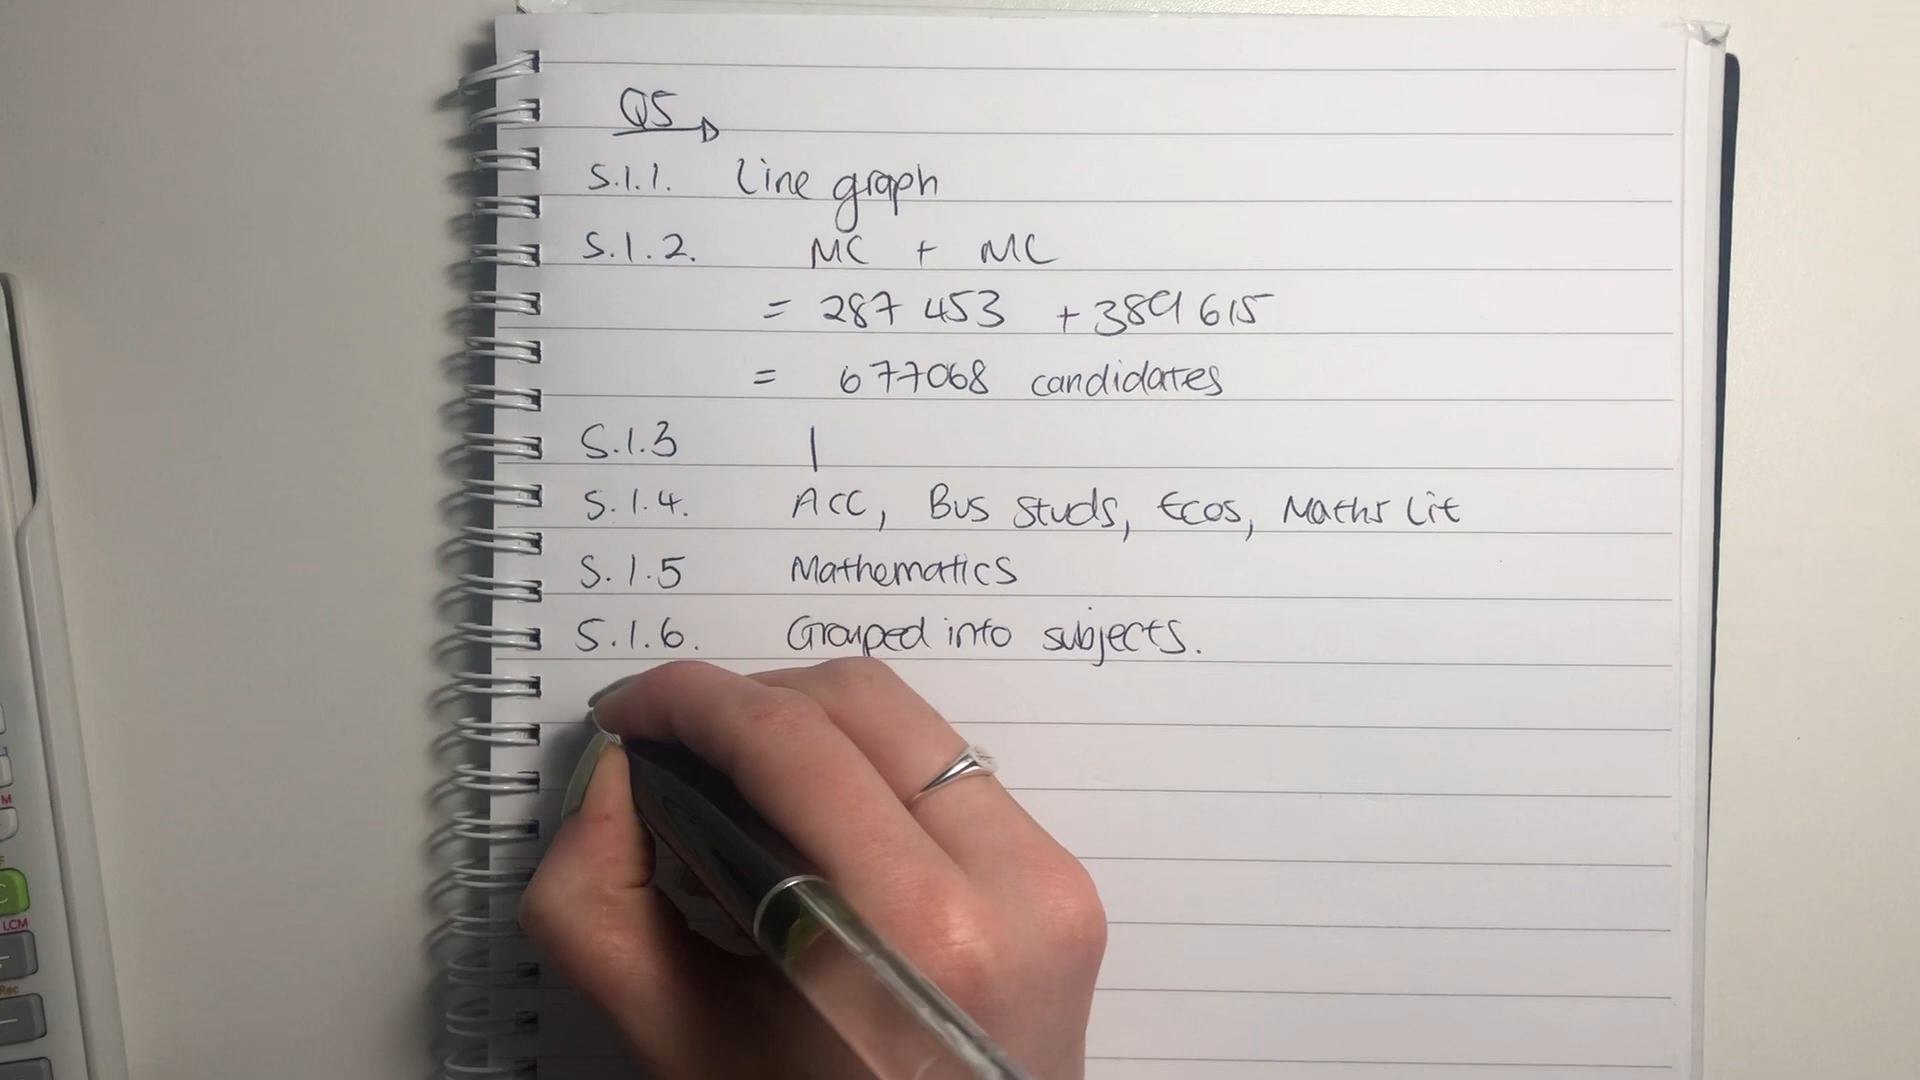 Q5
5.1.1. Line graph
5.1.2. MC + MC
= 287 453 + 389 615
= 677068 candidates
5.1.3 1
5.1.4. Acc, Bus Studs, Ecos, Maths Lit
5.1.5 Mathematics
5.1.6. Grouped into subjects.
M
C
LCM
Rec